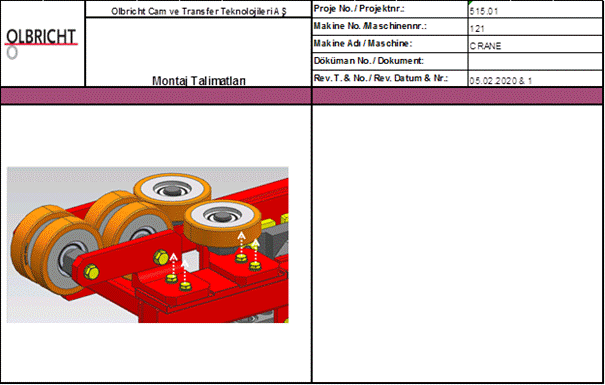 OLBRICHT
Olbricht Cam ve Transfer Teknolojileri A Ş
Montaj Talimatları
Proje No. / Projektnr.: 515.01
Makine No. /Maschinennr.: 121
Makine Adı / Maschine: CRANE
Döküman No. / Dokument:
Rev.T. & No. / Rev. Datum & Nr.: 05.02.2020 & 1